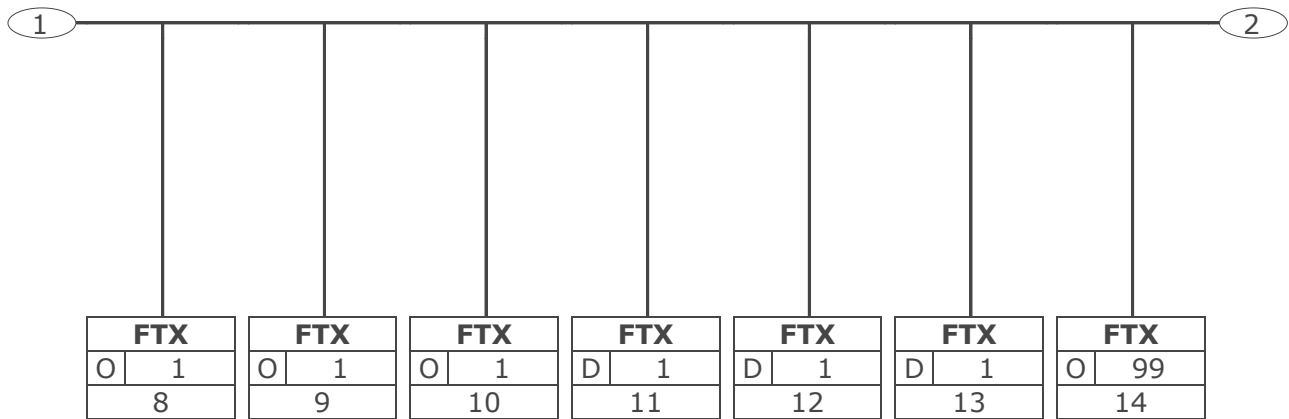 1 2
FTX FTX FTX FTX FTX FTX FTX
O 1 O 1 O 1 D 1 D 1 D 1 O 99
8 9 10 11 12 13 14